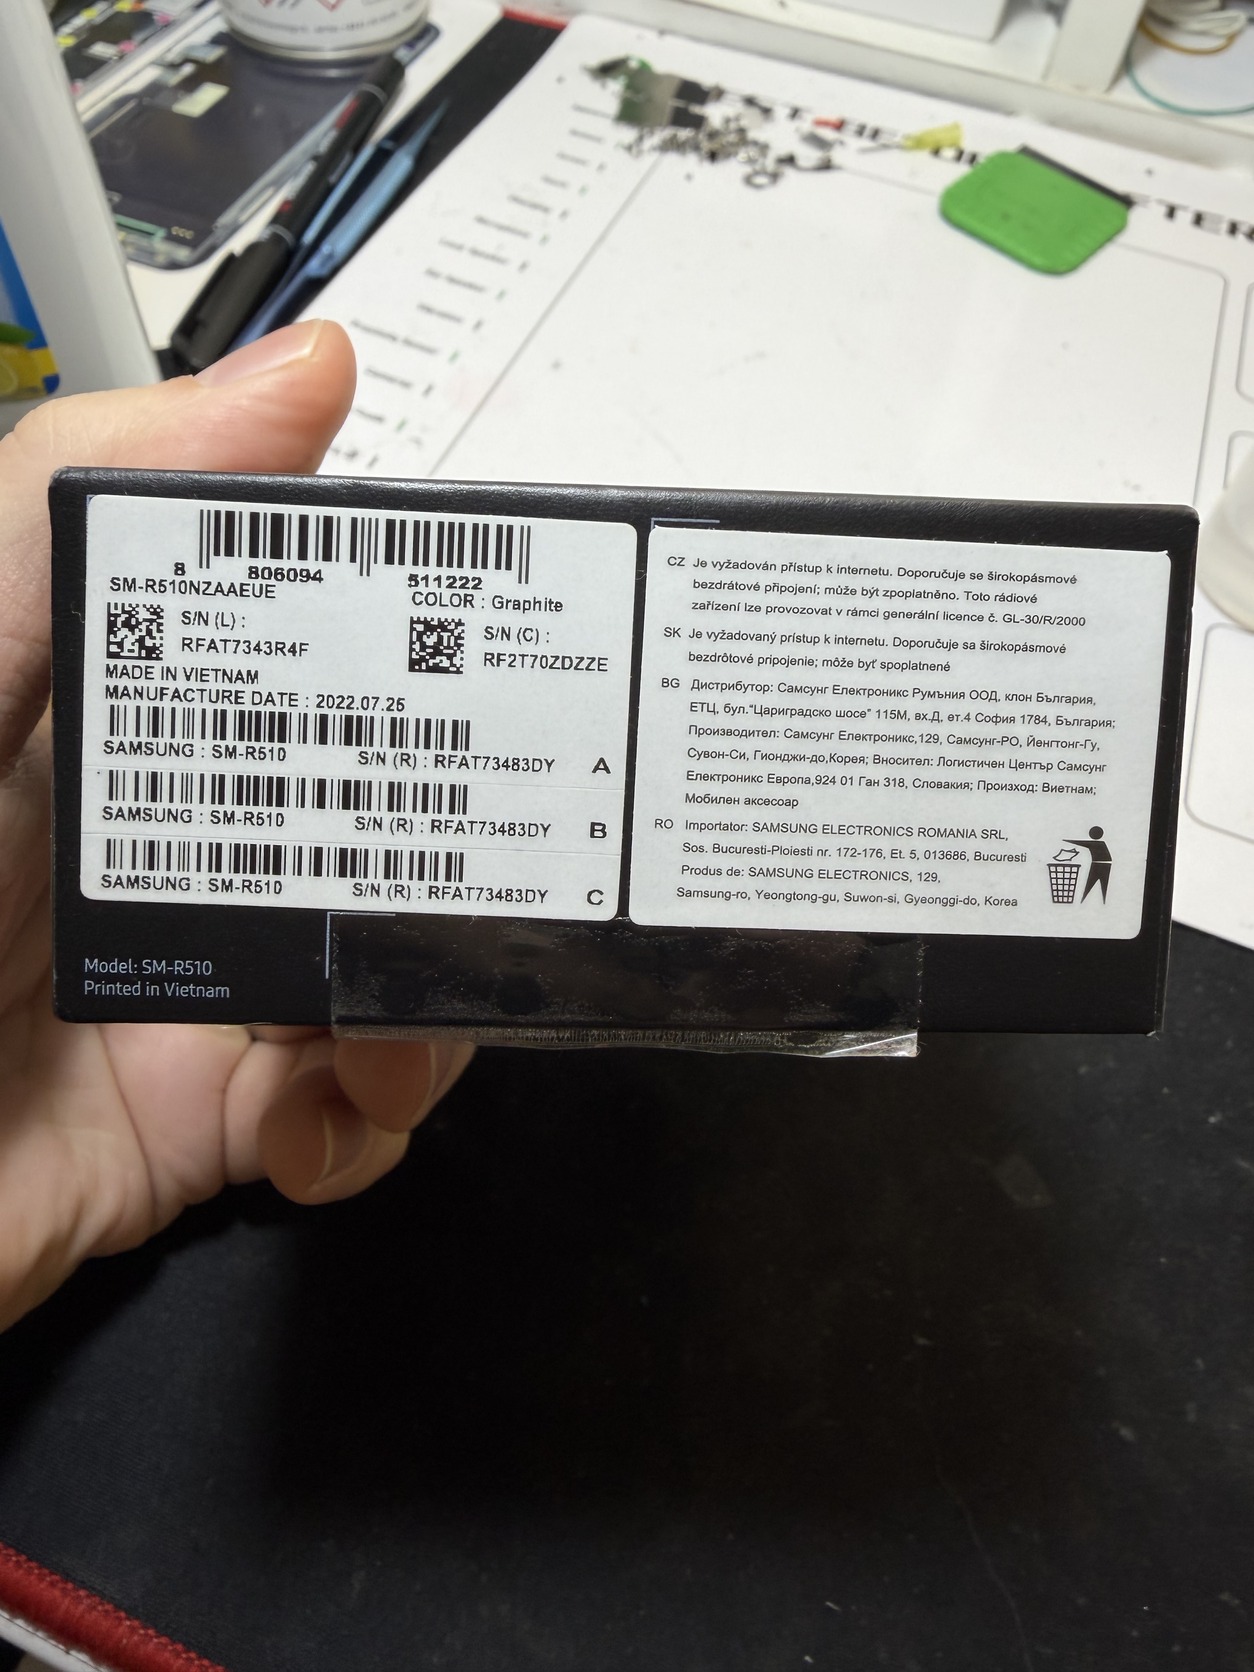 8 806094 511222
SM-R510NZAAEUE
COLOR : Graphite
S/N (L) :
RFAT7343R4F
S/N (C) :
RF2T70ZDZZE
MADE IN VIETNAM
MANUFACTURE DATE : 2022.07.25
SAMSUNG : SM-R510 S/N (R) : RFAT73483DY A
SAMSUNG : SM-R510 S/N (R) : RFAT73483DY B
SAMSUNG : SM-R510 S/N (R) : RFAT73483DY C
Model: SM-R510
Printed in Vietnam
CZ Je vyžadován přístup k internetu. Doporučuje se širokopásmové
bezdrátové připojení; může být zpoplatněno. Toto rádiové
zařízení lze provozovat v rámci generální licence č. GL-30/R/2000
SK Je vyžadovaný prístup k internetu. Doporučuje sa širokopásmové
bezdrôtové pripojenie; môže byť spoplatnené
BG Дистрибутор: Самсунг Електроникс Румъния ООД, клон България,
ЕТЦ, бул."Цариградско шосе" 115М, вх.Д, ет.4 София 1784, България;
Производител: Самсунг Електроникс,129, Самсунг-РО, Йенгтонг-Гу,
Сувон-Си, Гионджи-до,Корея; Вносител: Логистичен Център Самсунг
Електроникс Европа,924 01 Гaн 318, Словакия; Произход: Виетнам;
Мобилен аксесоар
RO Importator: SAMSUNG ELECTRONICS ROMANIA SRL,
Sos. Bucuresti-Ploiesti nr. 172-176, Et. 5, 013686, Bucuresti
Produs de: SAMSUNG ELECTRONICS, 129,
Samsung-ro, Yeongtong-gu, Suwon-si, Gyeonggi-do, Korea